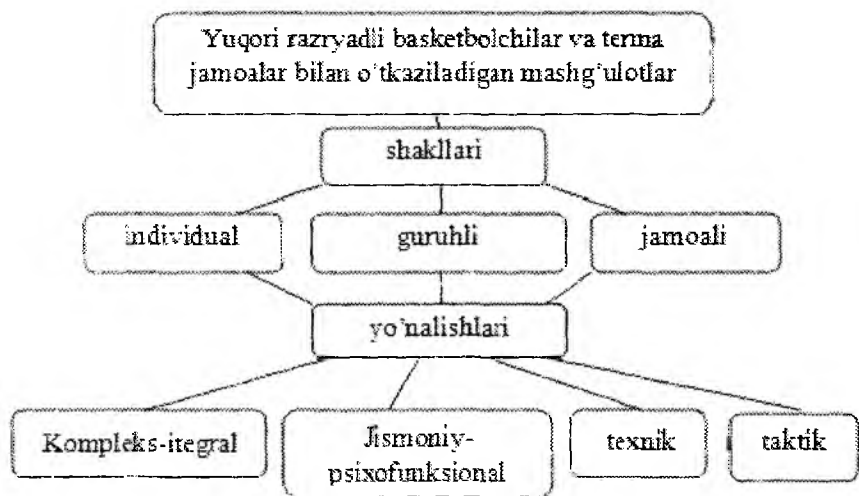 Yuqori razryadli basketbolchilar va terma
jamoalar bilan o'tkaziladigan mashg'ulotlar
shakllari
individual
guruhli
jamoali
yo'nalishlari
Kompleks-itegral
Jismoniy-
psixofunksional
texnik
taktik